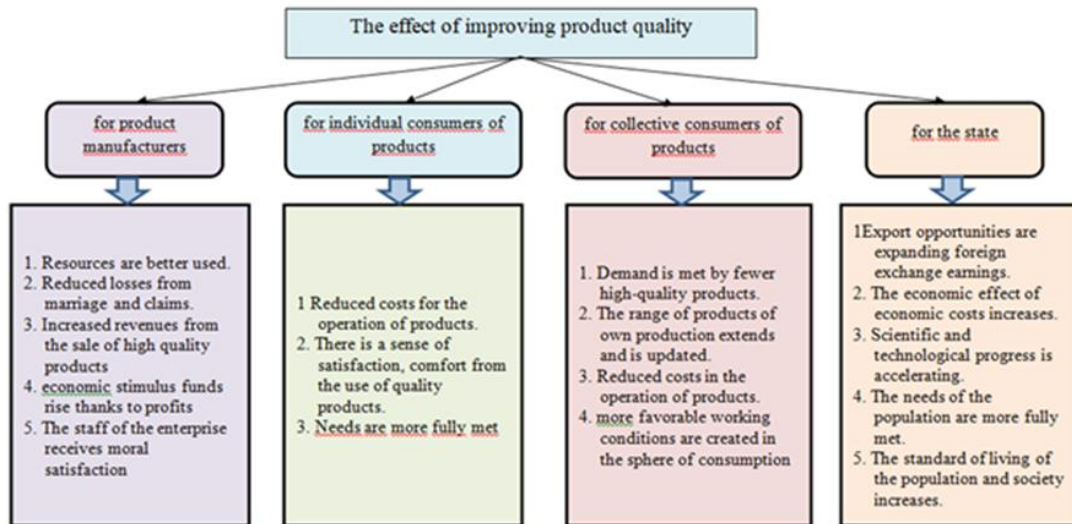 The effect of improving product quality
for product
manufacturers
for individual consumers of
products
for collective consumers of
products
for the state
1. Resources are better used.
2. Reduced losses from
marriage and claims.
3. Increased revenues from
the sale of high quality
products
4. economic stimulus funds
rise thanks to profits
5. The staff of the enterprise
receives moral
satisfaction
1 Reduced costs for the
operation of products.
2. There is a sense of
satisfaction, comfort from
the use of quality
products.
3. Needs are more fully met
1. Demand is met by fewer
high-quality products.
2. The range of products of
own production extends
and is updated.
3. Reduced costs in the
operation of products.
4. more favorable working
conditions are created in
the sphere of consumption
1Export opportunities are
expanding foreign
exchange earnings.
2. The economic effect of
economic costs increases.
3. Scientific and
technological progress is
accelerating.
4. The needs of the
population are more fully
met.
5. The standard of living of
the population and society
increases.